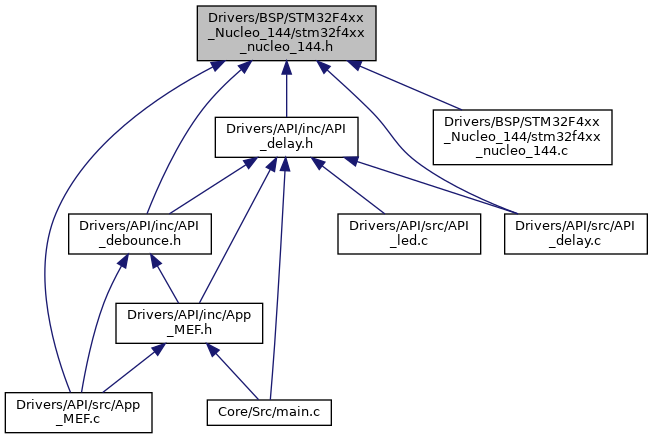 Drivers/BSP/STM32F4xx
_Nucleo_144/stm32f4xx
_nucleo_144.h
Drivers/API/inc/API
_delay.h
Drivers/BSP/STM32F4xx
_Nucleo_144/stm32f4xx
_nucleo_144.c
Drivers/API/inc/API
_debounce.h
Drivers/API/src/API
_led.c
Drivers/API/src/API
_delay.c
Drivers/API/inc/App
_MEF.h
Drivers/API/src/App
_MEF.c
Core/Src/main.c